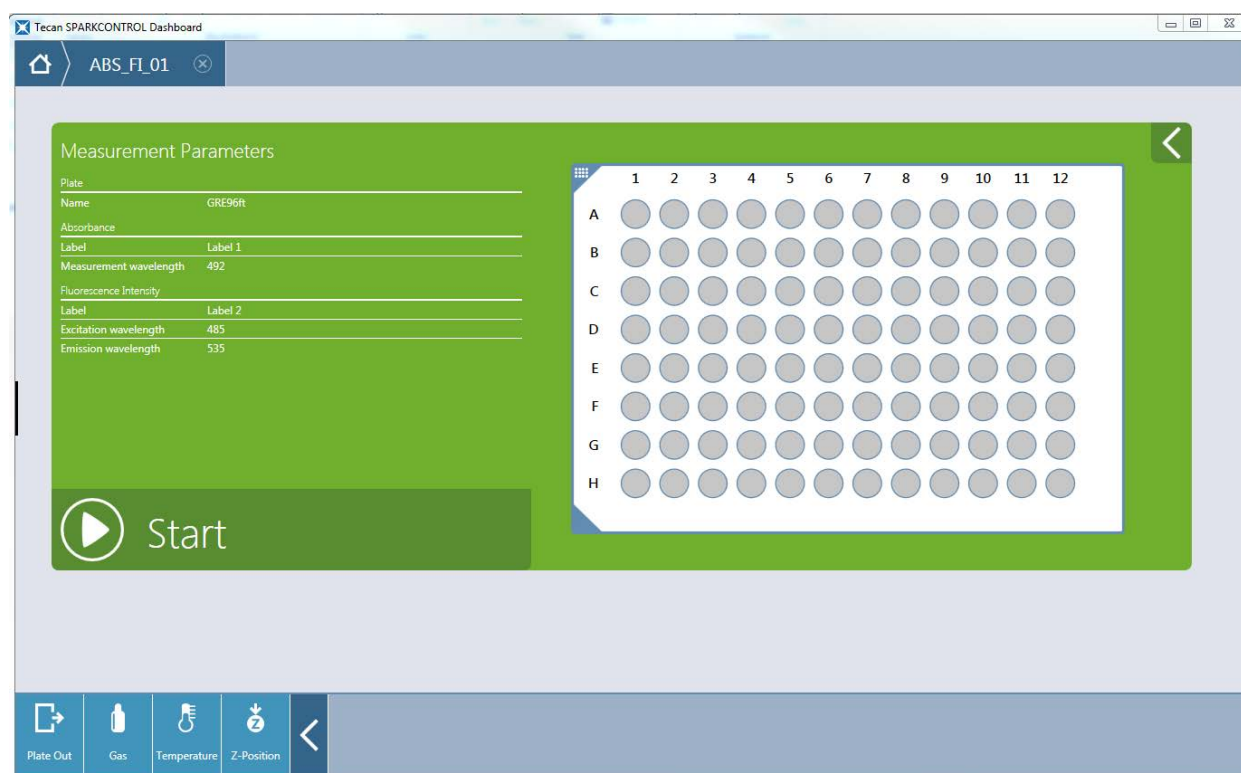 Tecan SPARKCONTROL Dashboard
ABS_FI_01
Measurement Parameters
Plate
Name GRE96ft
Absorbance
Label Label 1
Measurement wavelength 492
Fluorescence Intensity
Label Label 2
Excitation wavelength 485
Emission wavelength 535
Start
1 2 3 4 5 6 7 8 9 10 11 12
A
B
C
D
E
F
G
H
Plate Out Gas Temperature Z-Position
Z